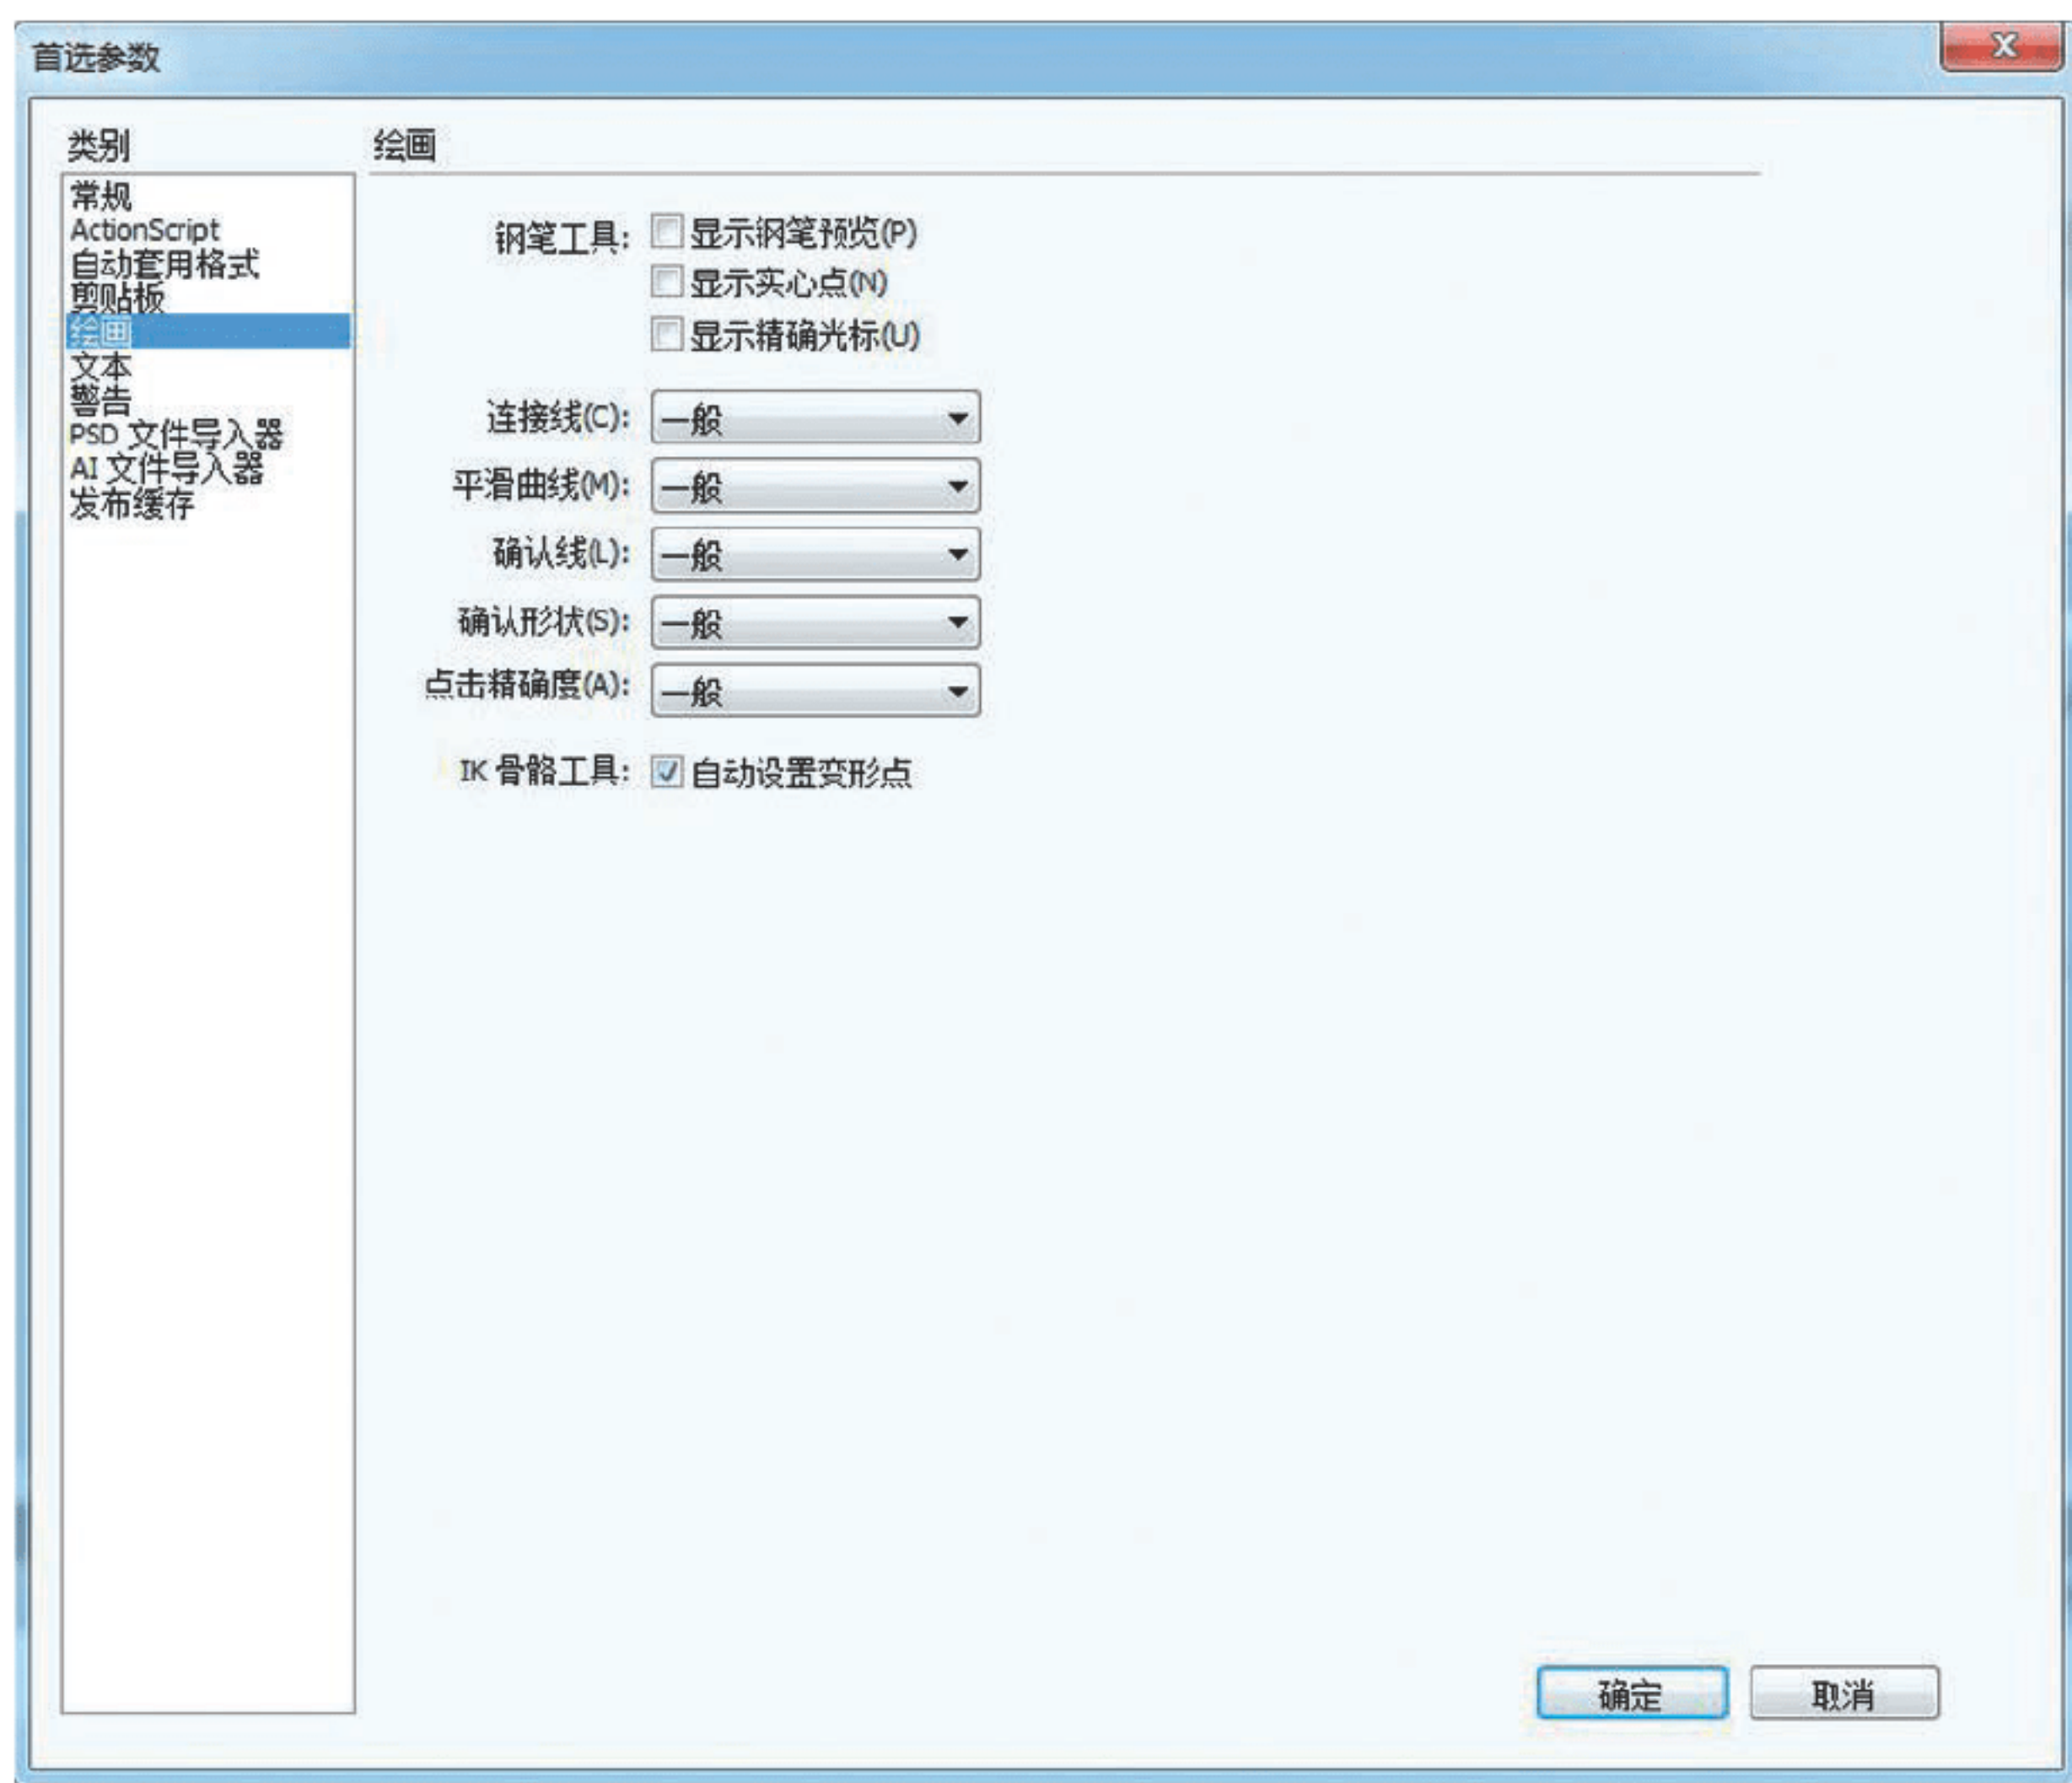 首选参数
类别
常规
ActionScript
自动套用格式
剪贴板
绘画
文本
警告
PSD 文件导入器
AI 文件导入器
发布缓存
绘画
钢笔工具: 显示钢笔预览(P)
显示实心点(N)
显示精确光标(U)
连接线(C): 一般
平滑曲线(M): 一般
确认线(L): 一般
确认形状(S): 一般
点击精确度(A): 一般
IK 骨骼工具: 自动设置变形点
确定 取消